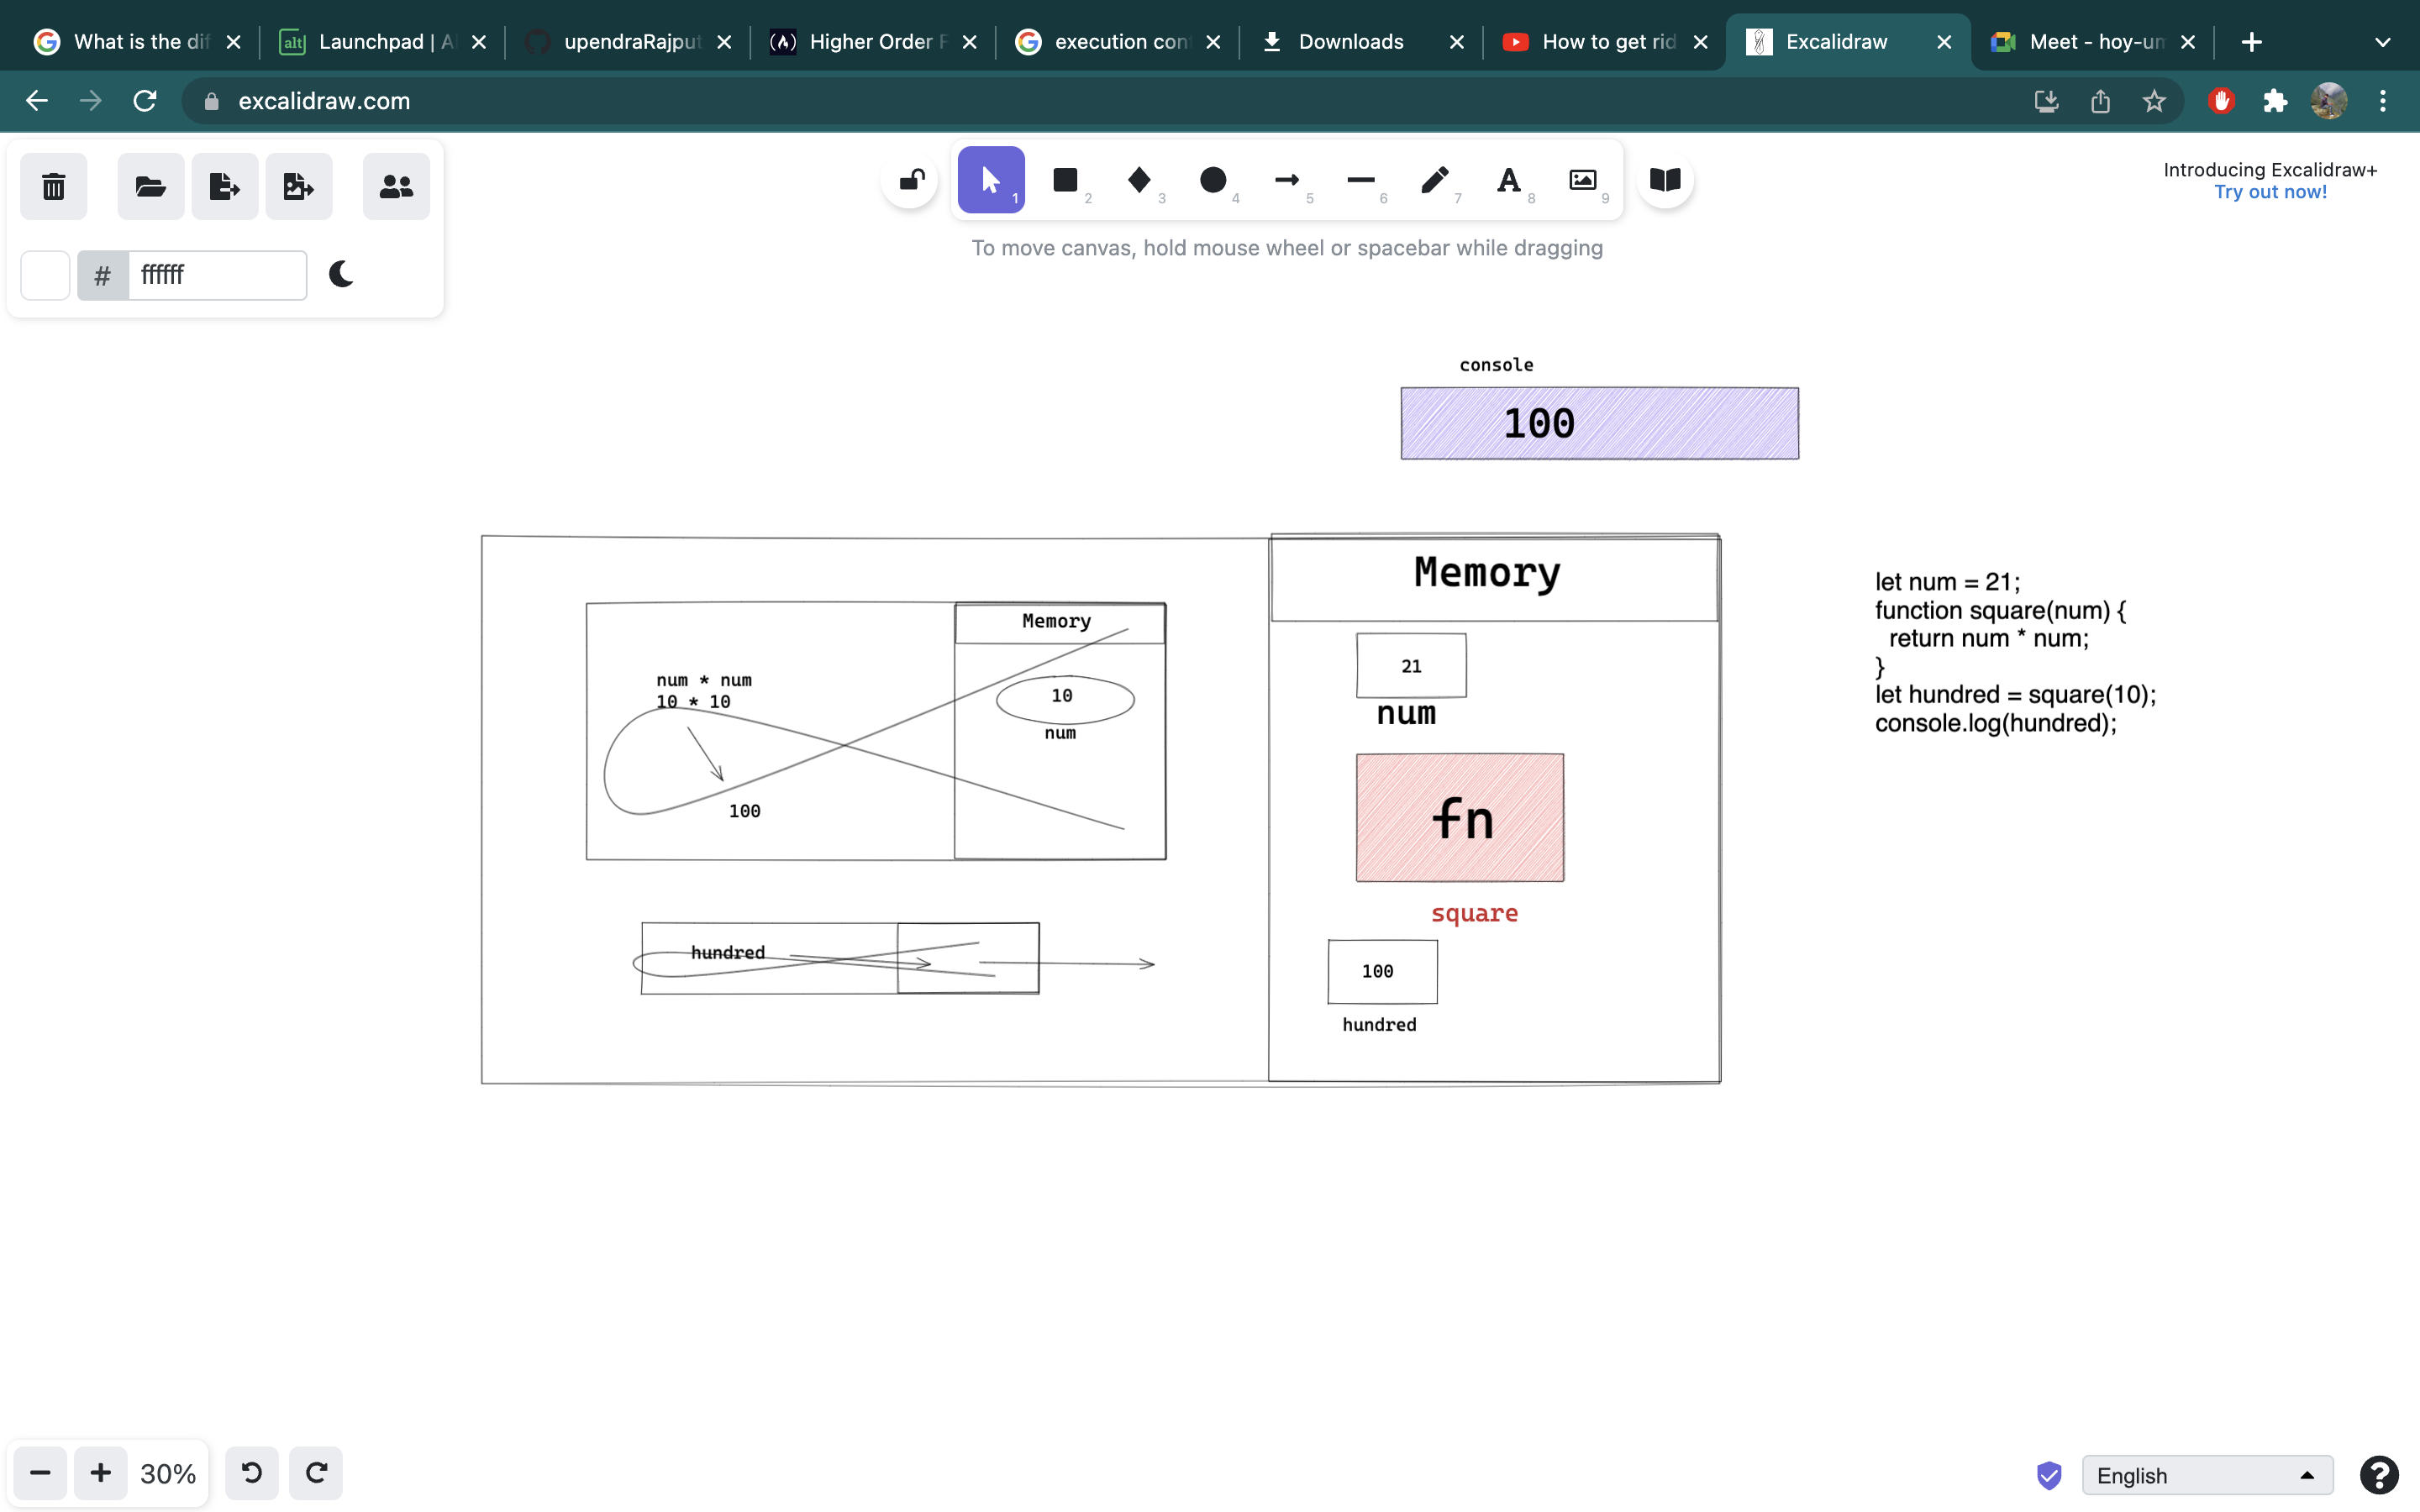 What is the dif
alt Launchpad | A
upendraRajput
Higher Order F
execution con
Downloads
How to get rid
Excalidraw
Meet - hoy-um
excalidraw.com
1
2
3
4
5
6
7
A 8
9
Introducing Excalidraw+
Try out now!
# ffffff
To move canvas, hold mouse wheel or spacebar while dragging
console
100
Memory
Memory
num * num
10 * 10
10
num
100
21
num
fn
square
hundred
100
hundred
let num = 21;
function square(num) {
return num * num;
}
let hundred = square(10);
console.log(hundred);
30%
English
?